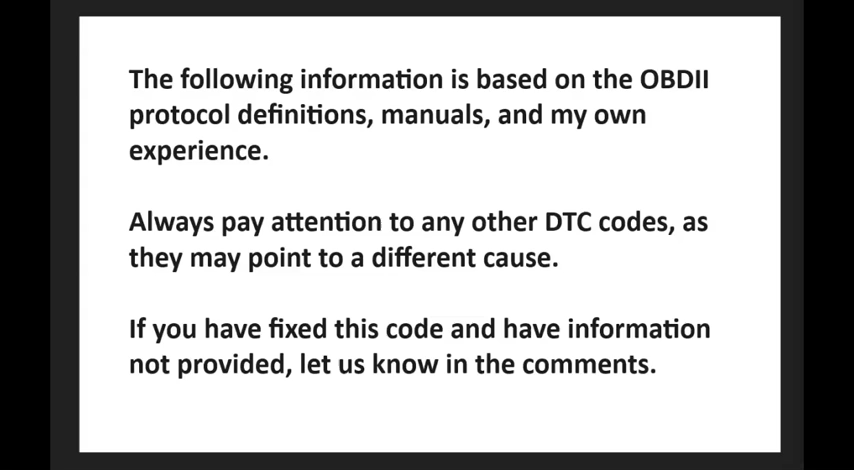 The following information is based on the OBDII
protocol definitions, manuals, and my own
experience.
Always pay attention to any other DTC codes, as
they may point to a different cause.
If you have fixed this code and have information
not provided, let us know in the comments.